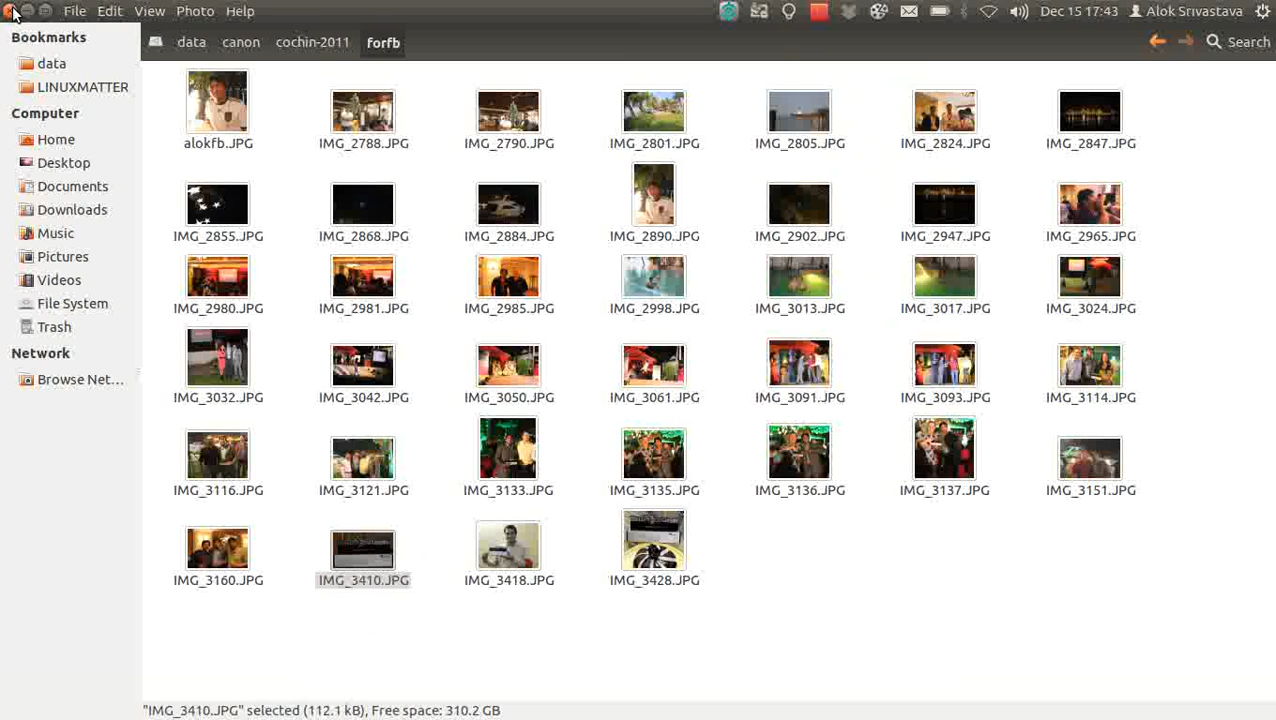 File Edit View Photo Help Dec 15 17:43 Alok Srivastava
Bookmarks
data
LINUXMATTER
Computer
Home
Desktop
Documents
Downloads
Music
Pictures
Videos
File System
Trash
Network
Browse Net...
data canon cochin-2011 forfb Search
alokfb.JPG IMG_2788.JPG IMG_2790.JPG IMG_2801.JPG IMG_2805.JPG IMG_2824.JPG IMG_2847.JPG
IMG_2855.JPG IMG_2868.JPG IMG_2884.JPG IMG_2890.JPG IMG_2902.JPG IMG_2947.JPG IMG_2965.JPG
IMG_2980.JPG IMG_2981.JPG IMG_2985.JPG IMG_2998.JPG IMG_3013.JPG IMG_3017.JPG IMG_3024.JPG
IMG_3032.JPG IMG_3042.JPG IMG_3050.JPG IMG_3061.JPG IMG_3091.JPG IMG_3093.JPG IMG_3114.JPG
IMG_3116.JPG IMG_3121.JPG IMG_3133.JPG IMG_3135.JPG IMG_3136.JPG IMG_3137.JPG IMG_3151.JPG
IMG_3160.JPG IMG_3410.JPG IMG_3418.JPG IMG_3428.JPG
"IMG_3410.JPG" selected (112.1 kB), Free space: 310.2 GB